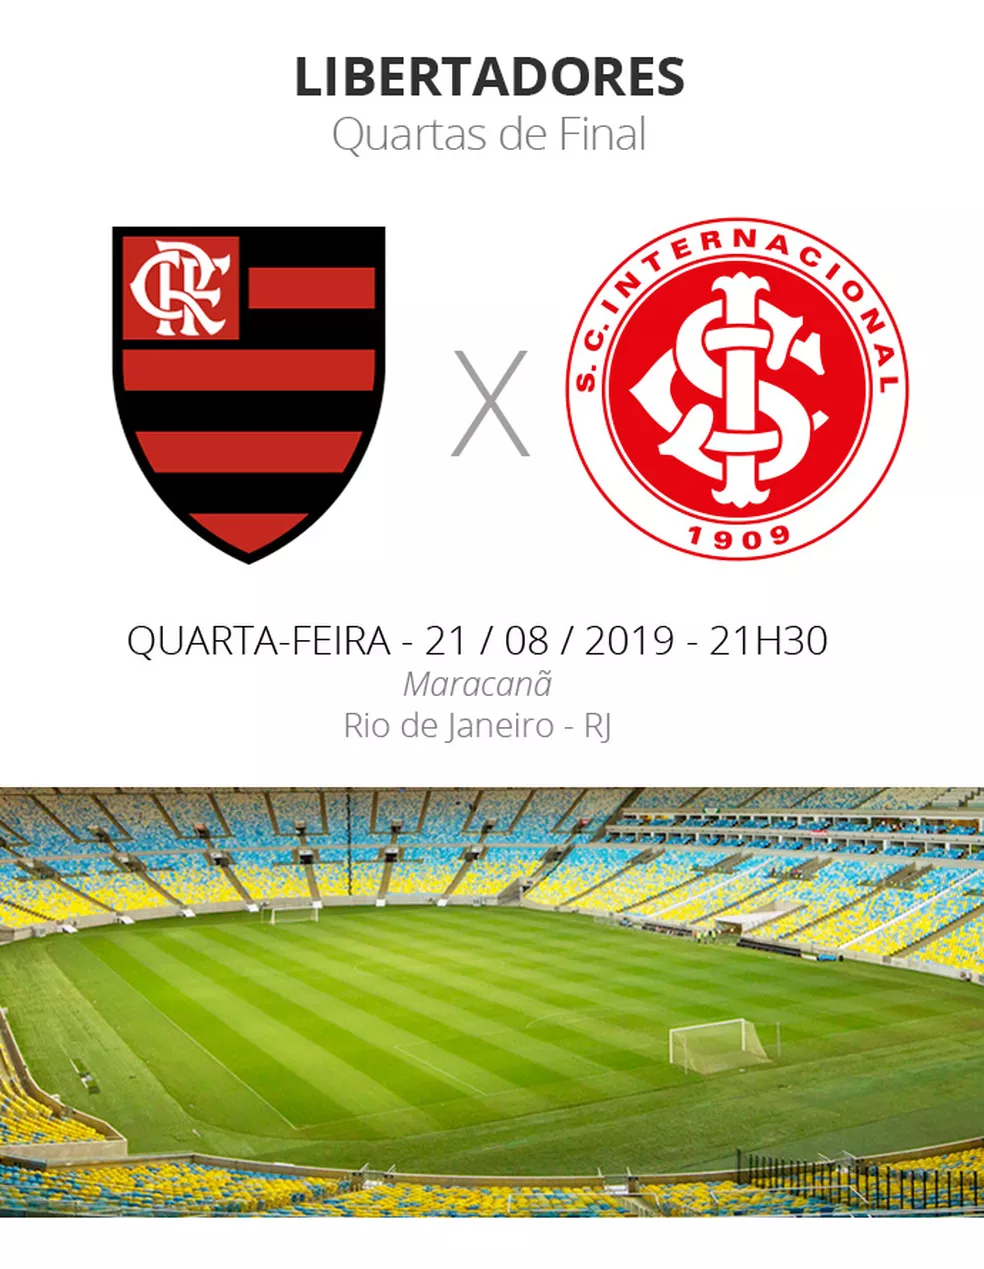 LIBERTADORES
Quartas de Final
CRF
X
S.C. INTERNACIONAL
SCI
1909
QUARTA-FEIRA - 21 / 08 / 2019 - 21H30
Maracanã
Rio de Janeiro - RJ